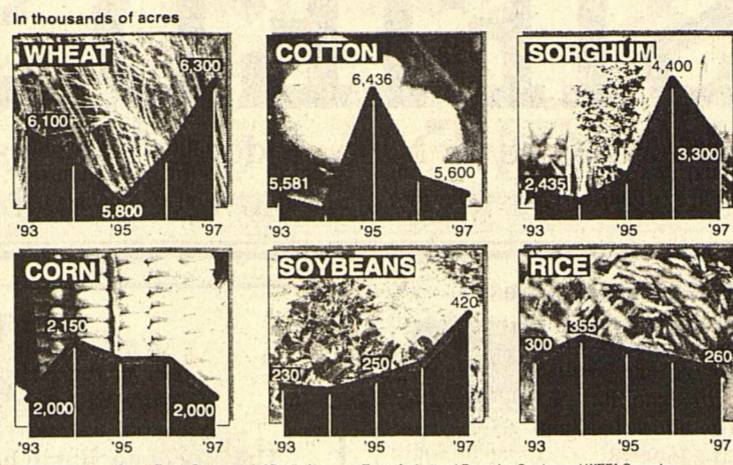 In thousands of acres
WHEAT
6,300
6,100
5,800
'93 '95 '97
COTTON
6,436
5,581
5,600
'93 '95 '97
SORGHUM
4,400
2,435
3,300
'93 '95 '97
CORN
2,150
2,000 2,000
'93 '95 '97
SOYBEANS
420
230
250
'93 '95 '97
RICE
355
300
260
'93 '95 '97